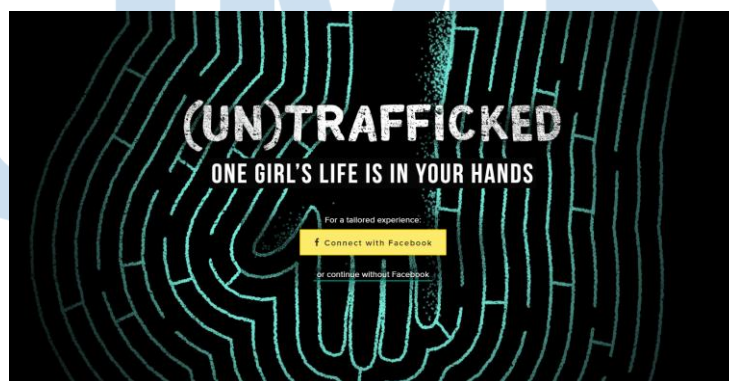 (UN)TRAFFICKED
ONE GIRL'S LIFE IS IN YOUR HANDS
For a tailored experience:
f Connect with Facebook
or continue without Facebook